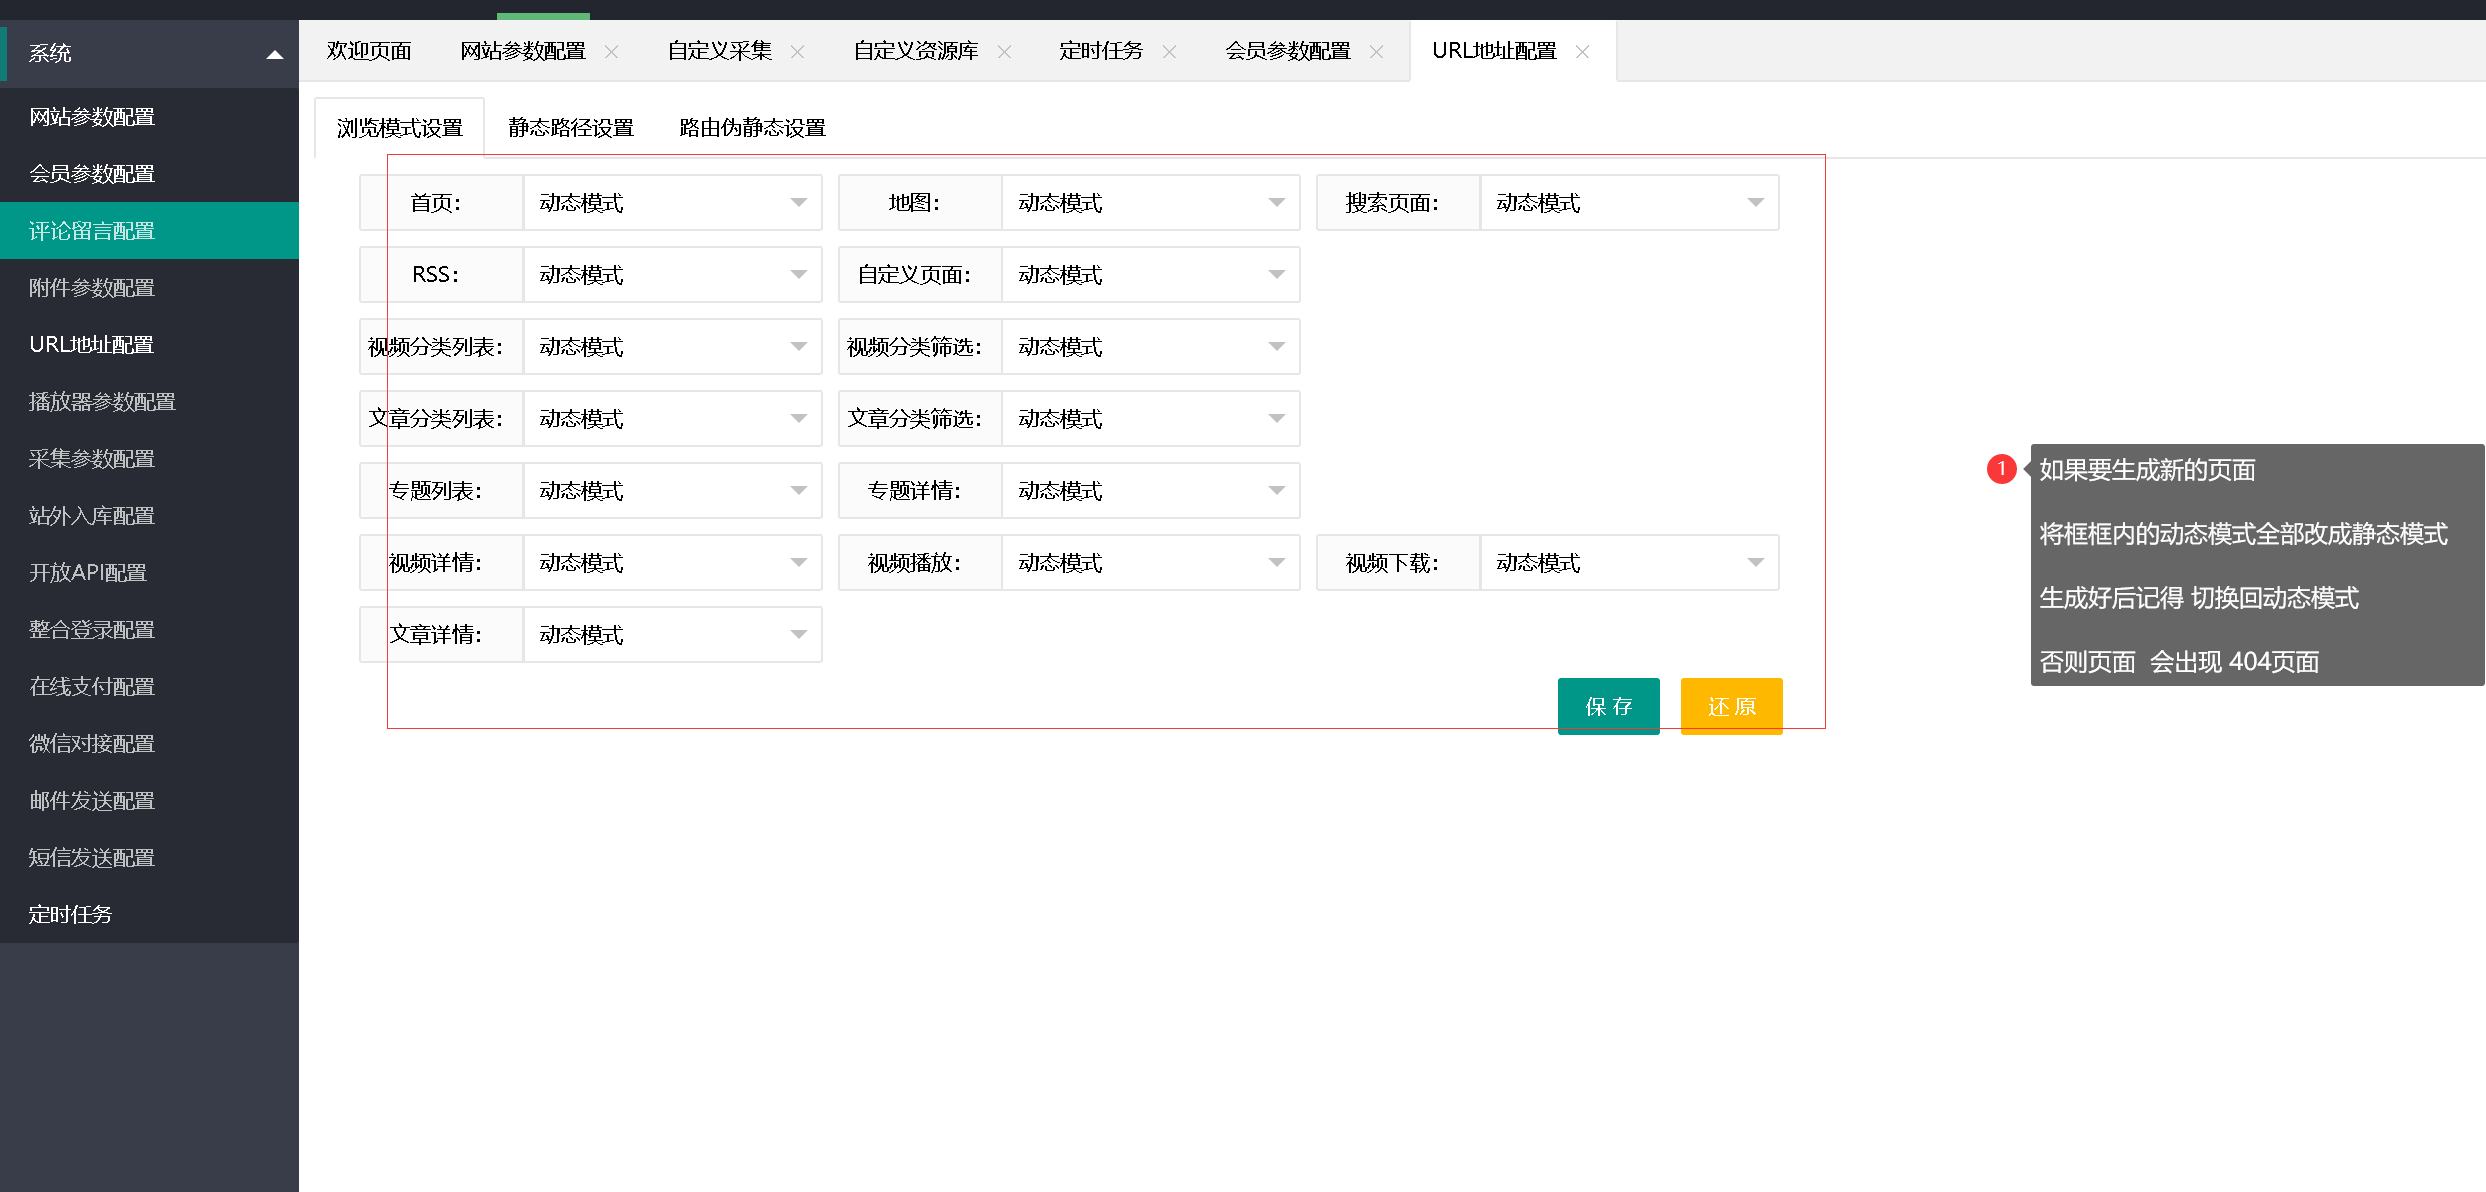 系统
欢迎页面 网站参数配置 自定义采集 自定义资源库 定时任务 会员参数配置 URL地址配置
网站参数配置
会员参数配置
评论留言配置
附件参数配置
URL地址配置
播放器参数配置
采集参数配置
站外入库配置
开放API配置
整合登录配置
在线支付配置
微信对接配置
邮件发送配置
短信发送配置
定时任务
浏览模式设置 静态路径设置 路由伪静态设置
首页： 动态模式 地图： 动态模式 搜索页面： 动态模式
RSS： 动态模式 自定义页面： 动态模式
视频分类列表： 动态模式 视频分类筛选： 动态模式
文章分类列表： 动态模式 文章分类筛选： 动态模式
专题列表： 动态模式 专题详情： 动态模式
视频详情： 动态模式 视频播放： 动态模式 视频下载： 动态模式
文章详情： 动态模式
保 存 还 原
1 如果要生成新的页面
将框框内的动态模式全部改成静态模式
生成好后记得 切换回动态模式
否则页面 会出现 404页面